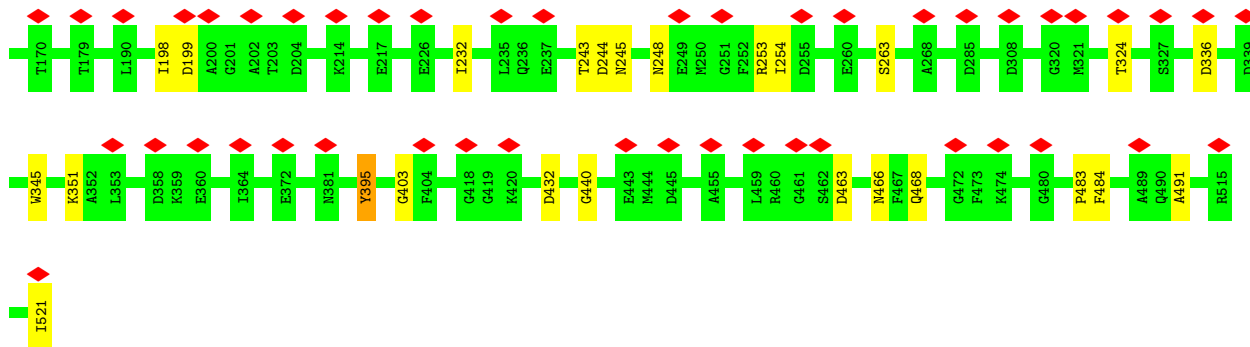 T170 T179 L190 I198 D199 A200 G201 A202 T203 D204 K214 E217 E226 I232 L235 Q236 E237 T243 D244 N245 N248 E249 M250 G251 F252 R253 I254 D255 E260 S263 A268 D285 D308 G320 M321 T324 S327 D336 D339
W345 K351 A352 L353 D358 K359 E360 I364 E372 N381 Y395 G403 F404 G418 G419 K420 D432 G440 E443 M444 D445 A455 L459 R460 G461 S462 D463 N466 F467 Q468 G472 F473 K474 G480 P483 F484 A489 Q490 A491 R515
I521